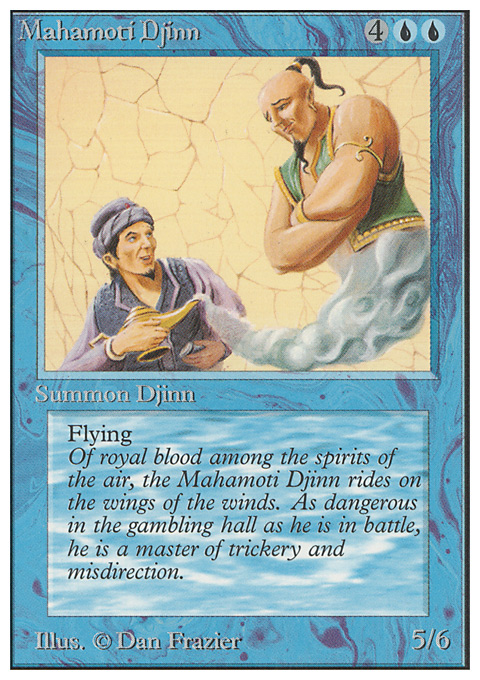 Mahamoti Djinn 4
Summon Djinn
Flying
Of royal blood among the spirits of
the air, the Mahamoti Djinn rides on
the wings of the winds. As dangerous
in the gambling hall as he is in battle,
he is a master of trickery and
misdirection.
Illus. © Dan Frazier 5/6